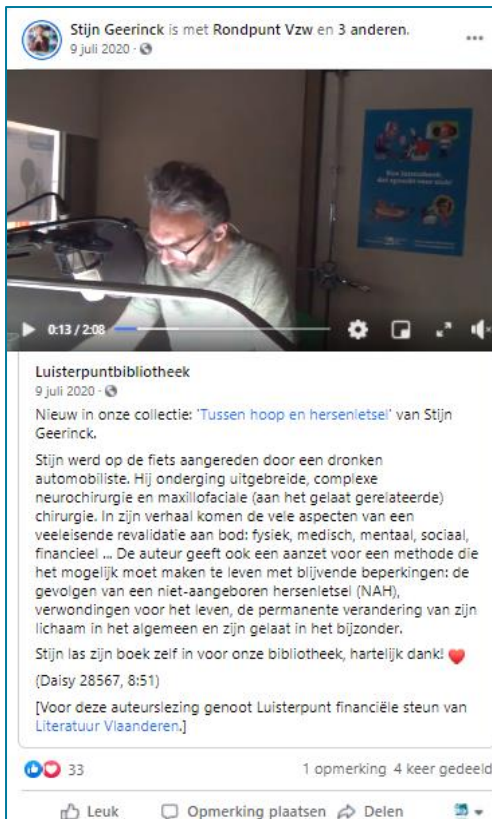 Stijn Geerinck is met Rondpunt Vzw en 3 anderen.
9 juli 2020 ·
0:13 / 2:08
Luisterpuntbibliotheek
9 juli 2020 ·
Nieuw in onze collectie: 'Tussen hoop en hersenletsel' van Stijn
Geerinck.
Stijn werd op de fiets aangereden door een dronken
automobiliste. Hij onderging uitgebreide, complexe
neurochirurgie en maxillofaciale (aan het gelaat gerelateerde)
chirurgie. In zijn verhaal komen de vele aspecten van een
veeleisende revalidatie aan bod: fysiek, medisch, mentaal, sociaal,
financieel ... De auteur geeft ook een aanzet voor een methode die
het mogelijk moet maken te leven met blijvende beperkingen: de
gevolgen van een niet-aangeboren hersenletsel (NAH),
verwondingen voor het leven, de permanente verandering van zijn
lichaam in het algemeen en zijn gelaat in het bijzonder.
Stijn las zijn boek zelf in voor onze bibliotheek, hartelijk dank! ❤
(Daisy 28567, 8:51)
[Voor deze auteurslezing genoot Luisterpunt financiële steun van
Literatuur Vlaanderen.]
33
1 opmerking 4 keer gedeeld
Leuk
Opmerking plaatsen
Delen